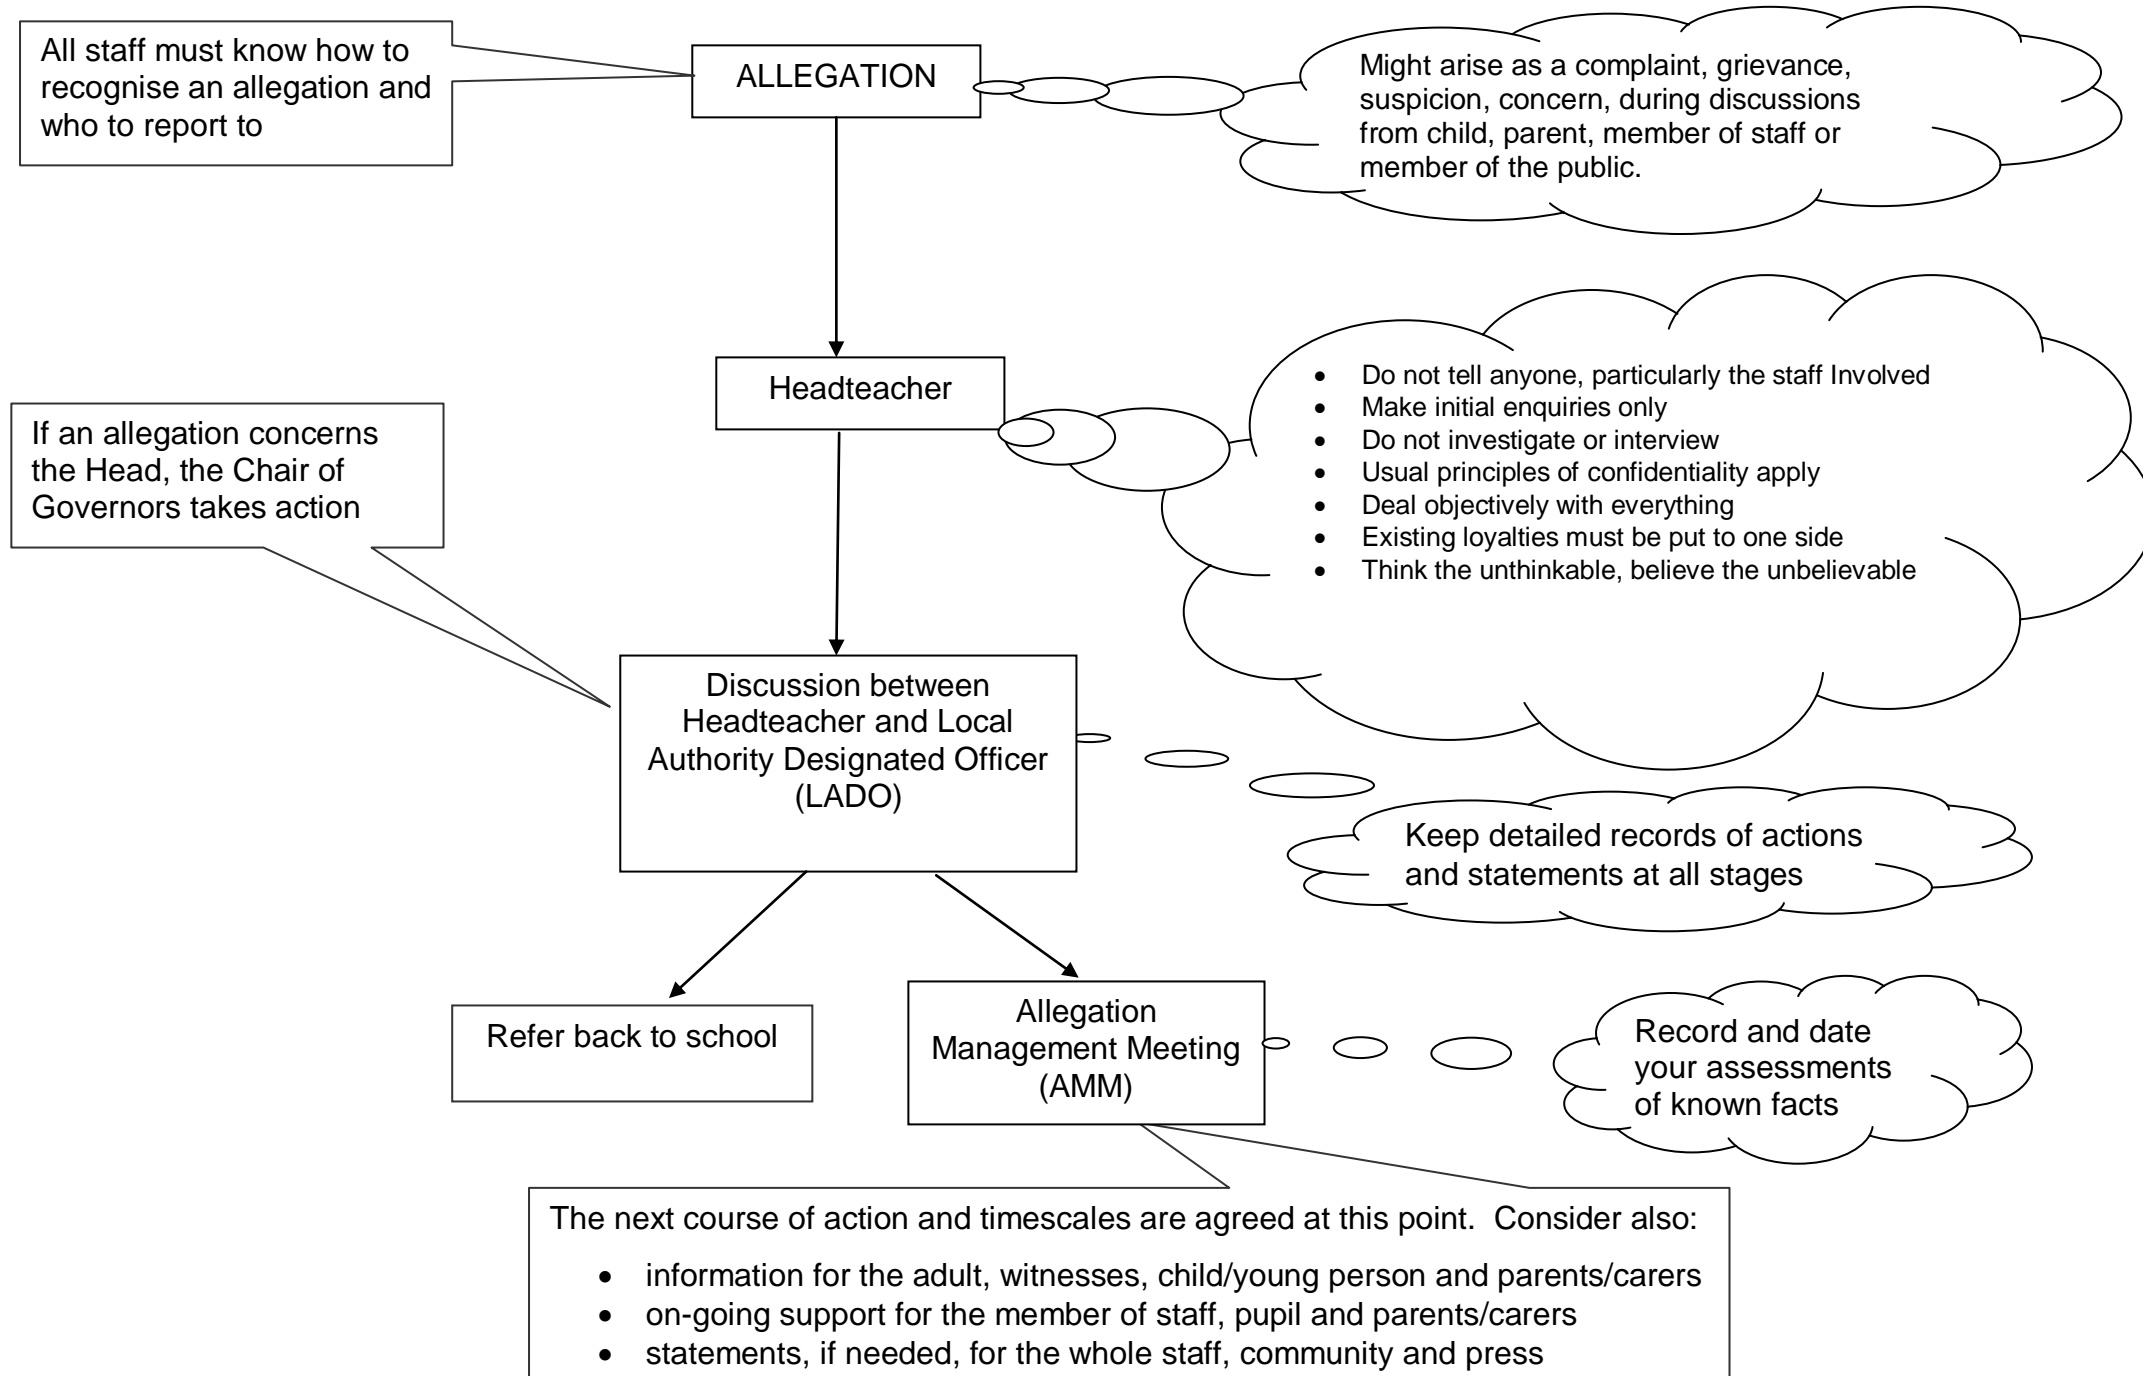 All staff must know how to
recognise an allegation and
who to report to
ALLEGATION
Might arise as a complaint, grievance,
suspicion, concern, during discussions
from child, parent, member of staff or
member of the public.
Headteacher
• Do not tell anyone, particularly the staff Involved
• Make initial enquiries only
• Do not investigate or interview
• Usual principles of confidentiality apply
• Deal objectively with everything
• Existing loyalties must be put to one side
• Think the unthinkable, believe the unbelievable
If an allegation concerns
the Head, the Chair of
Governors takes action
Discussion between
Headteacher and Local
Authority Designated Officer
(LADO)
Keep detailed records of actions
and statements at all stages
Refer back to school
Allegation
Management Meeting
(AMM)
Record and date
your assessments
of known facts
The next course of action and timescales are agreed at this point.  Consider also:
• information for the adult, witnesses, child/young person and parents/carers
• on-going support for the member of staff, pupil and parents/carers
• statements, if needed, for the whole staff, community and press